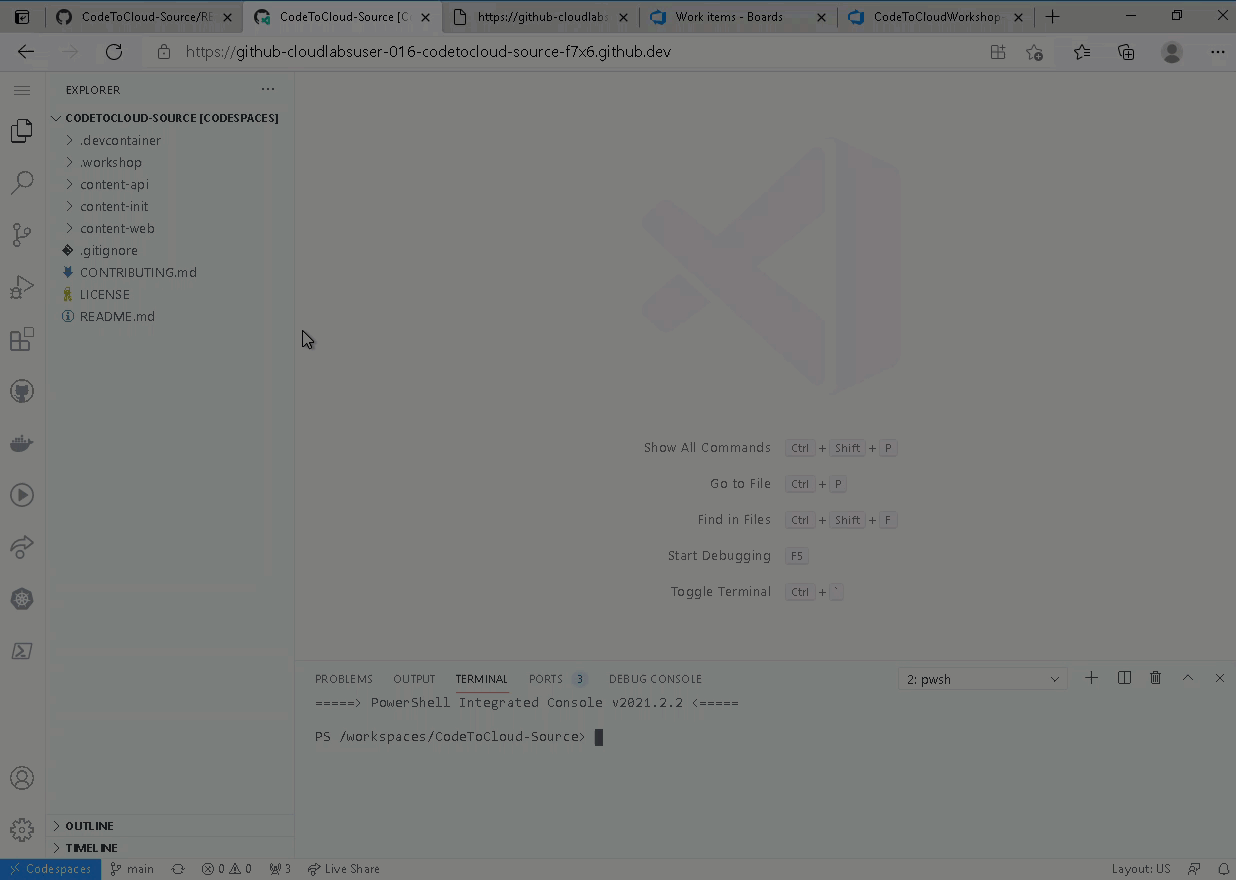 CodeToCloud-Source/RE
CodeToCloud-Source [C
https://github-cloudlabs
Work items - Boards
CodeToCloudWorkshop
https://github-cloudlabsuser-016-codetocloud-source-f7x6.github.dev
EXPLORER
CODETOCLOUD-SOURCE [CODESPACES]
.devcontainer
.workshop
content-api
content-init
content-web
.gitignore
CONTRIBUTING.md
LICENSE
README.md
Show All Commands Ctrl + Shift + P
Go to File Ctrl + P
Find in Files Ctrl + Shift + F
Start Debugging F5
Toggle Terminal Ctrl + `
PROBLEMS OUTPUT TERMINAL PORTS 3 DEBUG CONSOLE 2: pwsh
=====> PowerShell Integrated Console v2021.2.2 <=====
PS /workspaces/CodeToCloud-Source>
OUTLINE
TIMELINE
Codespaces main 0 0 3 Live Share Layout: US